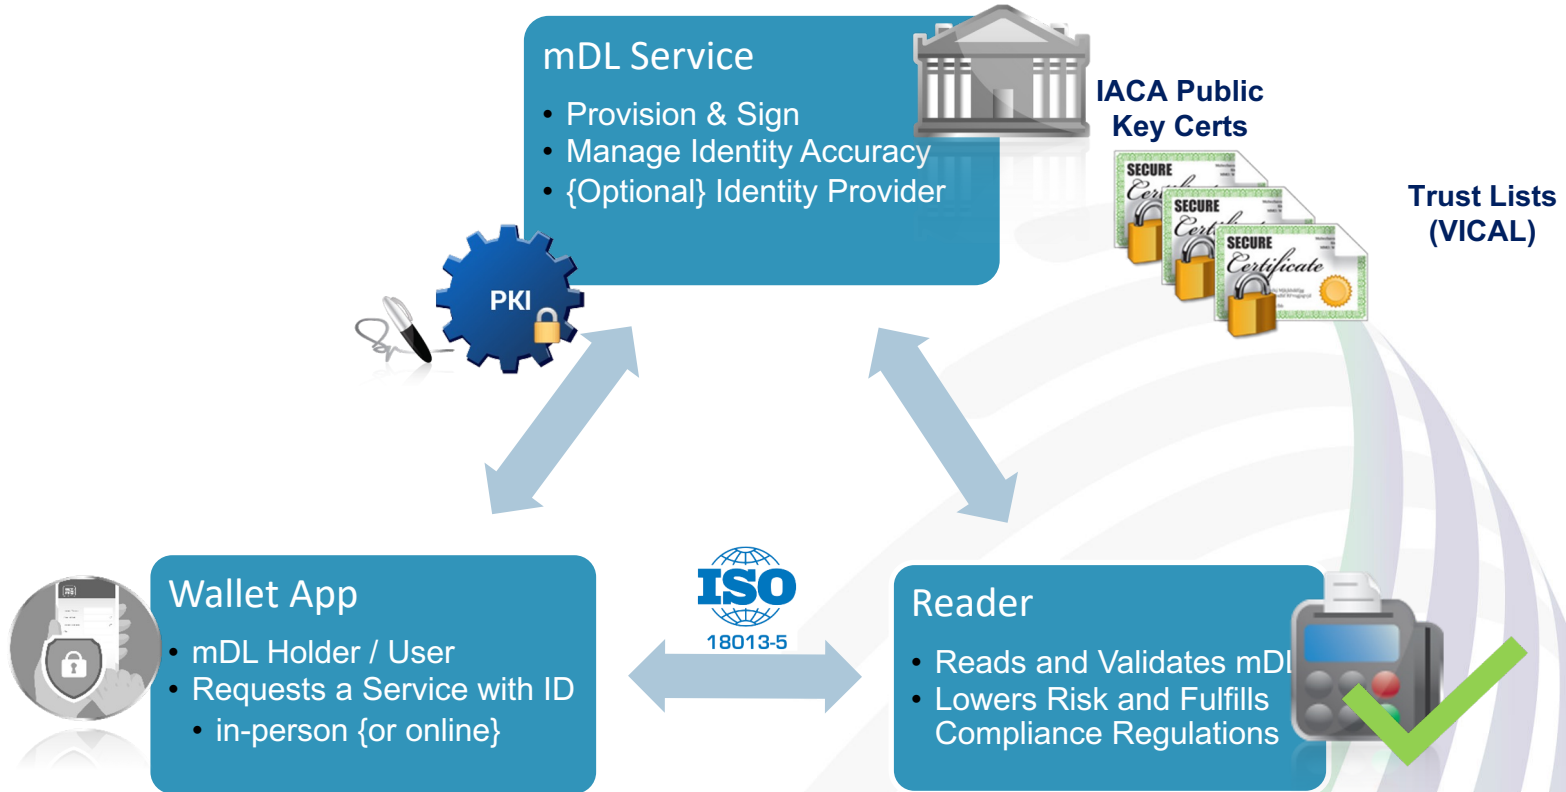 mDL Service
• Provision & Sign
• Manage Identity Accuracy
• {Optional} Identity Provider
IACA Public
Key Certs
SECURE
Certificate
SECURE
Certificate
SECURE
Certificate
Trust Lists
(VICAL)
PKI
ISO
18013-5
Wallet App
• mDL Holder / User
• Requests a Service with ID
• in-person {or online}
Reader
• Reads and Validates mDL
• Lowers Risk and Fulfills
Compliance Regulations